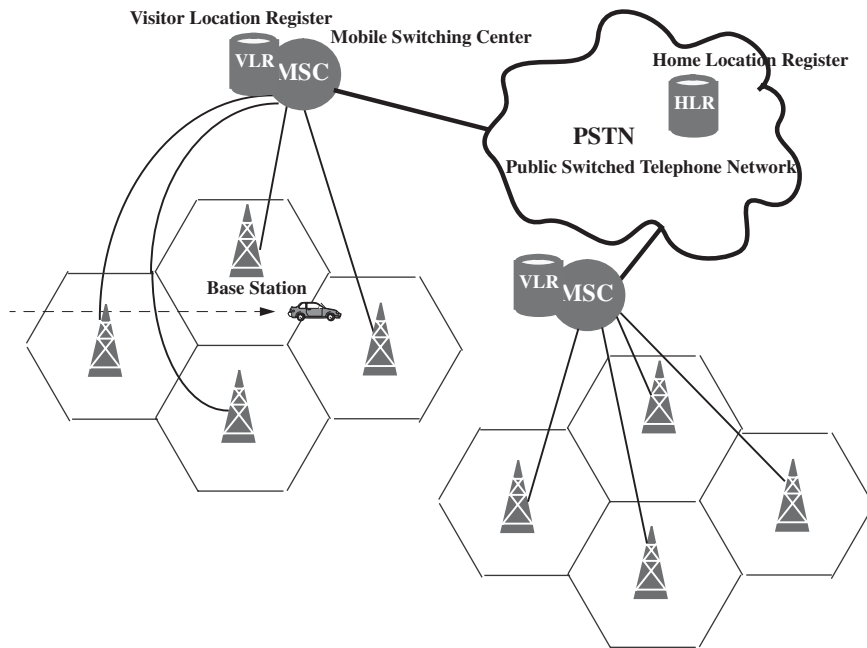 Visitor Location Register
Mobile Switching Center
VLR
MSC
Home Location Register
HLR
PSTN
Public Switched Telephone Network
VLR
MSC
Base Station